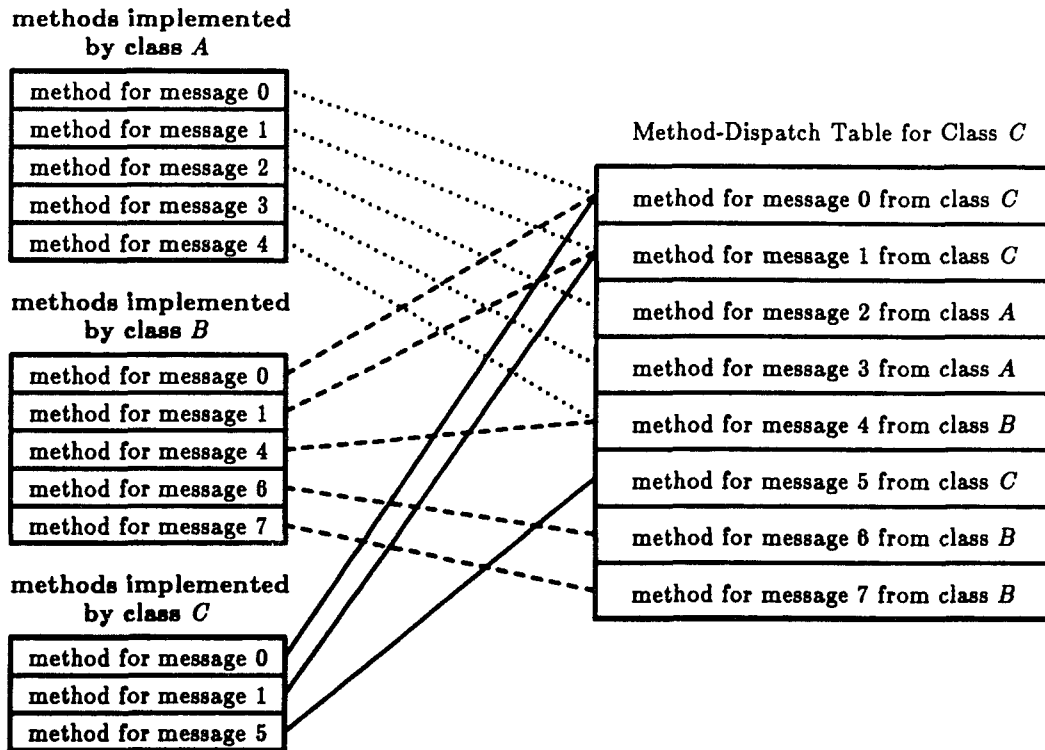 methods implemented
by class A
method for message 0
method for message 1
method for message 2
method for message 3
method for message 4
methods implemented
by class B
method for message 0
method for message 1
method for message 4
method for message 6
method for message 7
methods implemented
by class C
method for message 0
method for message 1
method for message 5
Method-Dispatch Table for Class C
method for message 0 from class C
method for message 1 from class C
method for message 2 from class A
method for message 3 from class A
method for message 4 from class B
method for message 5 from class C
method for message 6 from class B
method for message 7 from class B